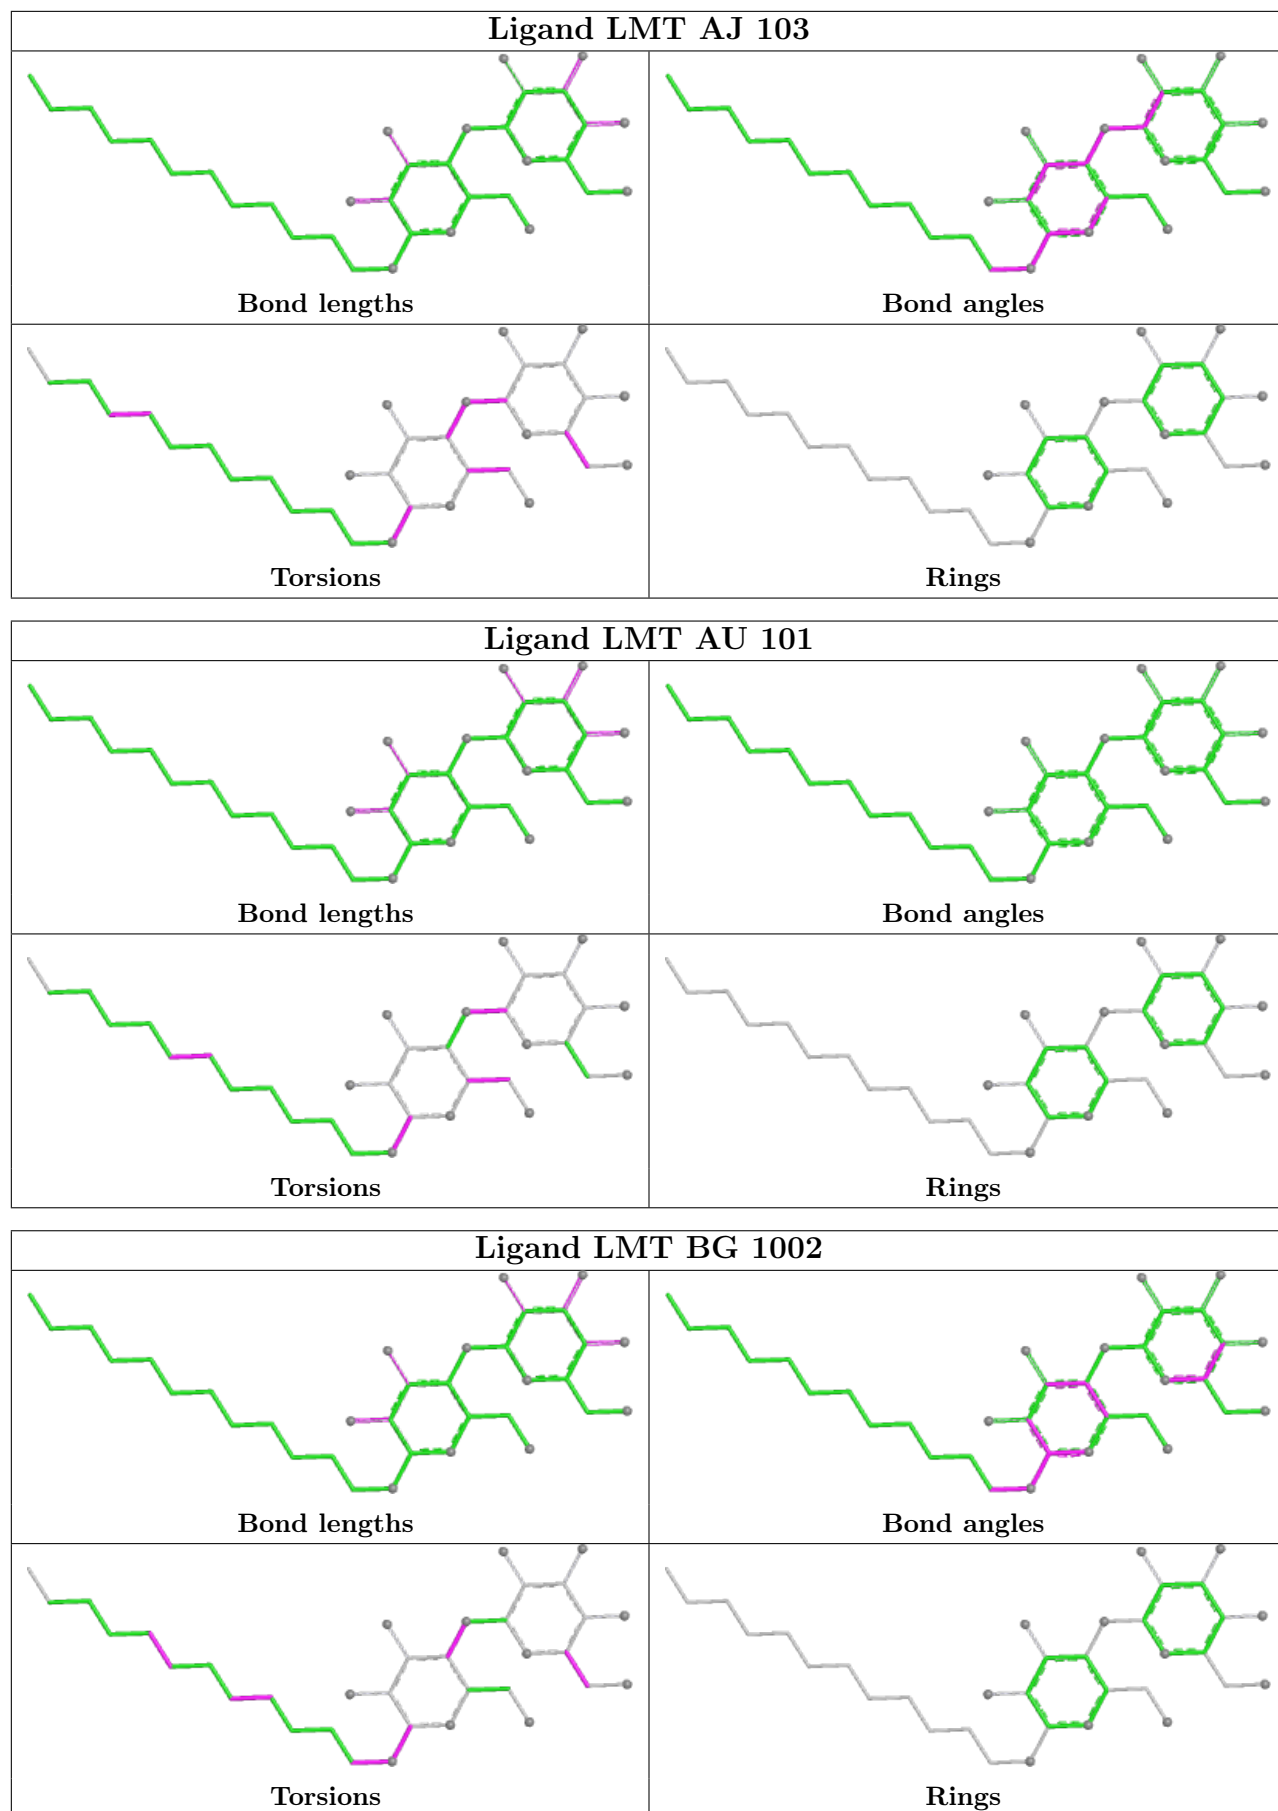 Ligand LMT AJ 103
Bond lengths
Bond angles
Torsions
Rings
Ligand LMT AU 101
Bond lengths
Bond angles
Torsions
Rings
Ligand LMT BG 1002
Bond lengths
Bond angles
Torsions
Rings